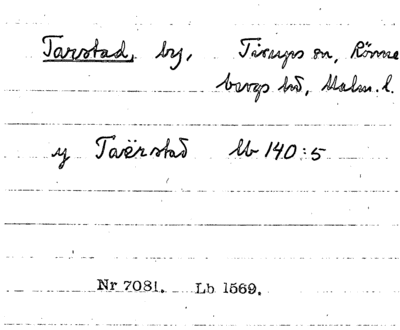 Tarstad, by, Tirups sn, Rönne
bergs hd, Malm. l.
y Taërstad Lb 140:5
Nr 7081. Lb 1569.